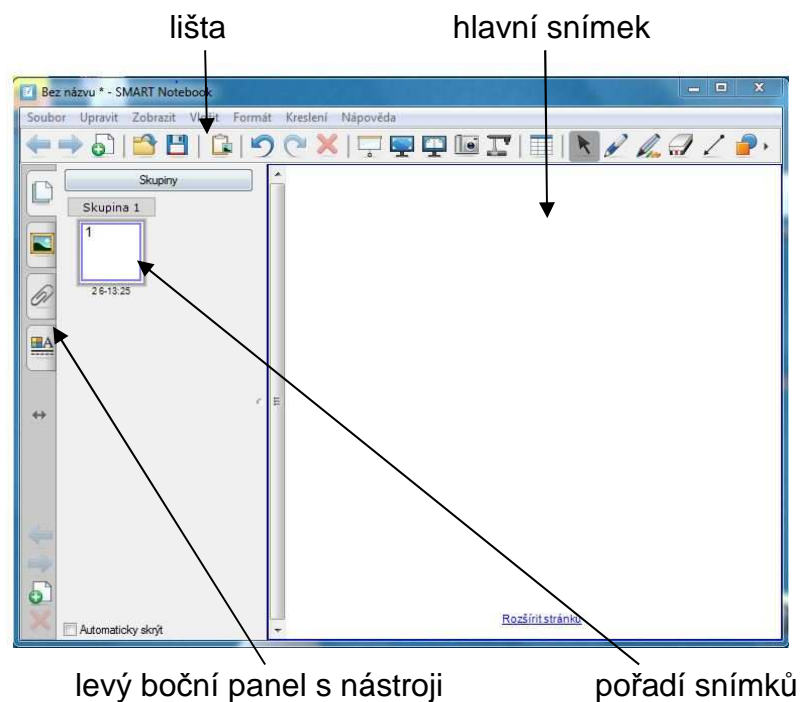 lišta hlavní snímek
Bez názvu * - SMART Notebook
Soubor Upravit Zobrazit Vložit Formát Kreslení Nápověda
Skupiny
Skupina 1
1
2 6-13:25
Rozšířit stránku
Automaticky skrýt
levý boční panel s nástroji pořadí snímků